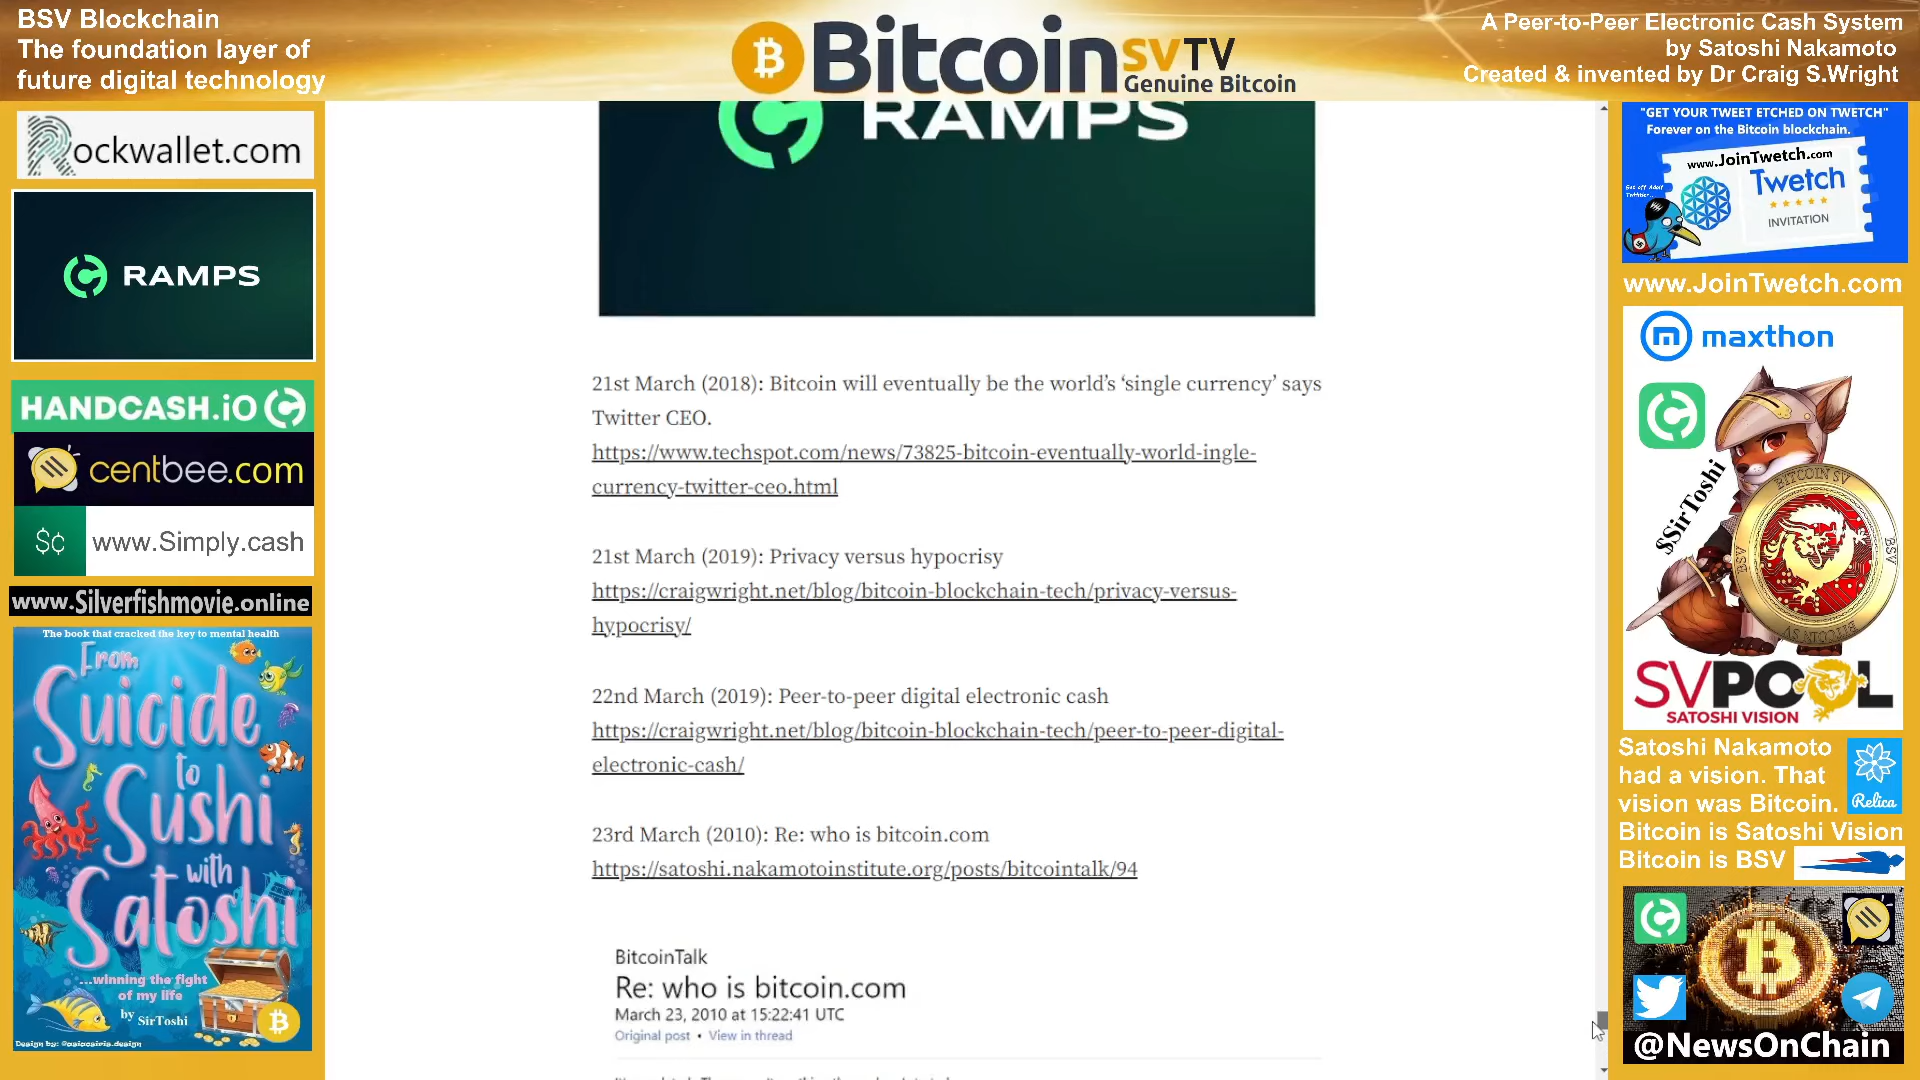 BSV Blockchain
The foundation layer of
future digital technology
Bitcoin SVTV
Genuine Bitcoin
A Peer-to-Peer Electronic Cash System
by Satoshi Nakamoto
Created & invented by Dr Craig S.Wright
Rockwallet.com
RAMPS
HANDCASH.iO
centbee.com
$¢ www.Simply.cash
www.Silverfishmovie.online
The book that cracked the key to mental health
From
Suicide
to
Sushi
with
Satoshi
...winning the fight
of my life
by SirToshi
RAMPS
21st March (2018): Bitcoin will eventually be the world’s ‘single currency’ says
Twitter CEO.
https://www.techspot.com/news/73825-bitcoin-eventually-world-ingle-
currency-twitter-ceo.html
21st March (2019): Privacy versus hypocrisy
https://craigwright.net/blog/bitcoin-blockchain-tech/privacy-versus-
hypocrisy/
22nd March (2019): Peer-to-peer digital electronic cash
https://craigwright.net/blog/bitcoin-blockchain-tech/peer-to-peer-digital-
electronic-cash/
23rd March (2010): Re: who is bitcoin.com
https://satoshi.nakamotoinstitute.org/posts/bitcointalk/94
BitcoinTalk
Re: who is bitcoin.com
March 23, 2010 at 15:22:41 UTC
Original post • View in thread
"GET YOUR TWEET ETCHED ON TWETCH"
Forever on the Bitcoin blockchain.
www.JoinTwetch.com
Twetch
INVITATION
www.JoinTwetch.com
maxthon
$SirToshi
BITCOIN SV
BSV
SVPOOL
SATOSHI VISION
Satoshi Nakamoto
had a vision. That
vision was Bitcoin.
Relica
Bitcoin is Satoshi Vision
Bitcoin is BSV
@NewsOnChain